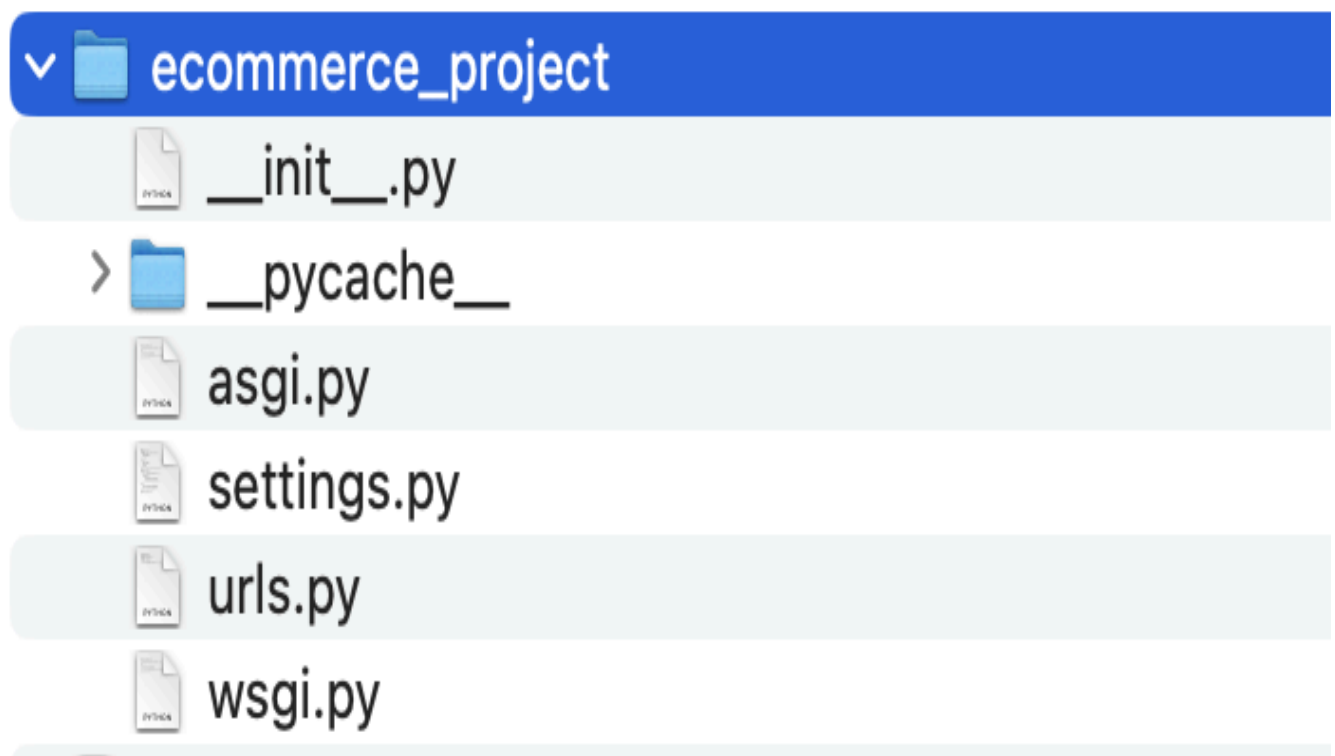 ecommerce_project
__init__.py
__pycache__
asgi.py
settings.py
urls.py
wsgi.py